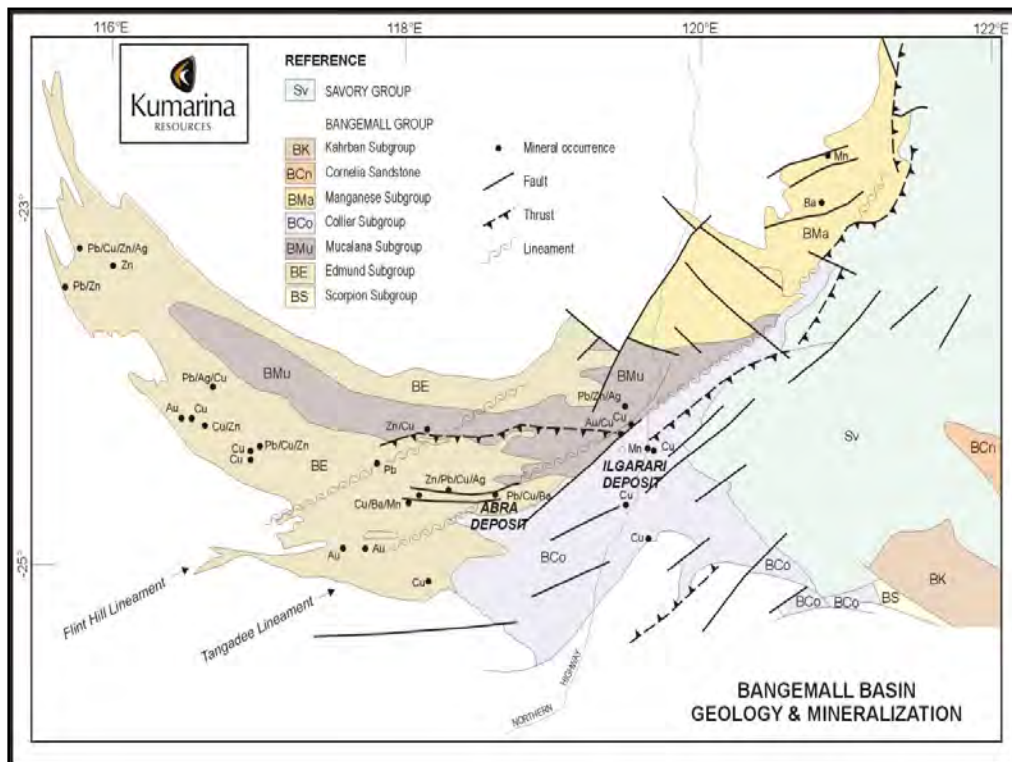 116°E
118°E
120°E
122°E
Kumarina
RESOURCES
REFERENCE
Sv SAVORY GROUP
BANGEMALL GROUP
BK Kahrban Subgroup
BCn Cornelia Sandstone
BMa Manganese Subgroup
BCo Collier Subgroup
BMu Mucalana Subgroup
BE Edmund Subgroup
BS Scorpion Subgroup
Mineral occurrence
Fault
Thrust
Lineament
Mn
Ba
BMa
-23°
Pb/Cu/Zn/Ag
Zn
Pb/Zn
BMu
BE
BMu
Pb/Ag/Cu
Pb/Zn/Ag
Au
Cu
Cu/Zn
Zn/Cu
Au/Cu
Cu
Sv
BCn
Cu
Cu
Pb/Cu/Zn
Mn
Cu
BE
Pb
ILGARARI
DEPOSIT
Zn/Pb/Cu/Ag
Cu/Ba/Mn
Pb/Cu/Ba
Cu
ABRA
DEPOSIT
Cu
-25°
Au
Au
BCo
BCo
BK
Cu
BCo
BCo
BS
Flint Hill Lineament
Tangadee Lineament
HIGHWAY
NORTHERN
BANGEMALL BASIN
GEOLOGY & MINERALIZATION